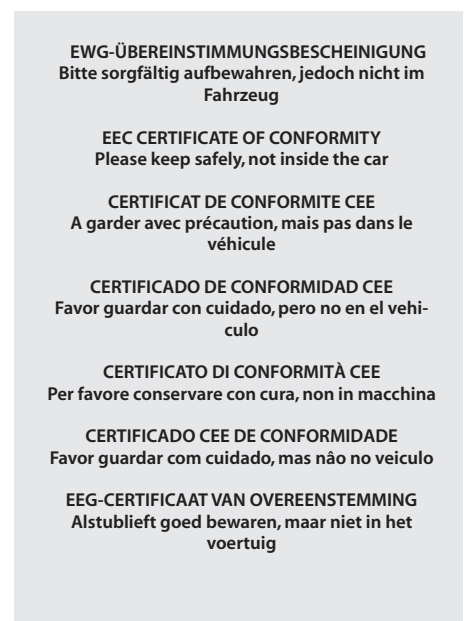 EWG-ÜBEREINSTIMMUNGSBESCHEINIGUNG
Bitte sorgfältig aufbewahren, jedoch nicht im
Fahrzeug
EEC CERTIFICATE OF CONFORMITY
Please keep safely, not inside the car
CERTIFICAT DE CONFORMITE CEE
A garder avec précaution, mais pas dans le
véhicule
CERTIFICADO DE CONFORMIDAD CEE
Favor guardar con cuidado, pero no en el vehi-
culo
CERTIFICATO DI CONFORMITÀ CEE
Per favore conservare con cura, non in macchina
CERTIFICADO CEE DE CONFORMIDADE
Favor guardar com cuidado, mas nâo no veiculo
EEG-CERTIFICAAT VAN OVEREENSTEMMING
Alstublieft goed bewaren, maar niet in het
voertuig